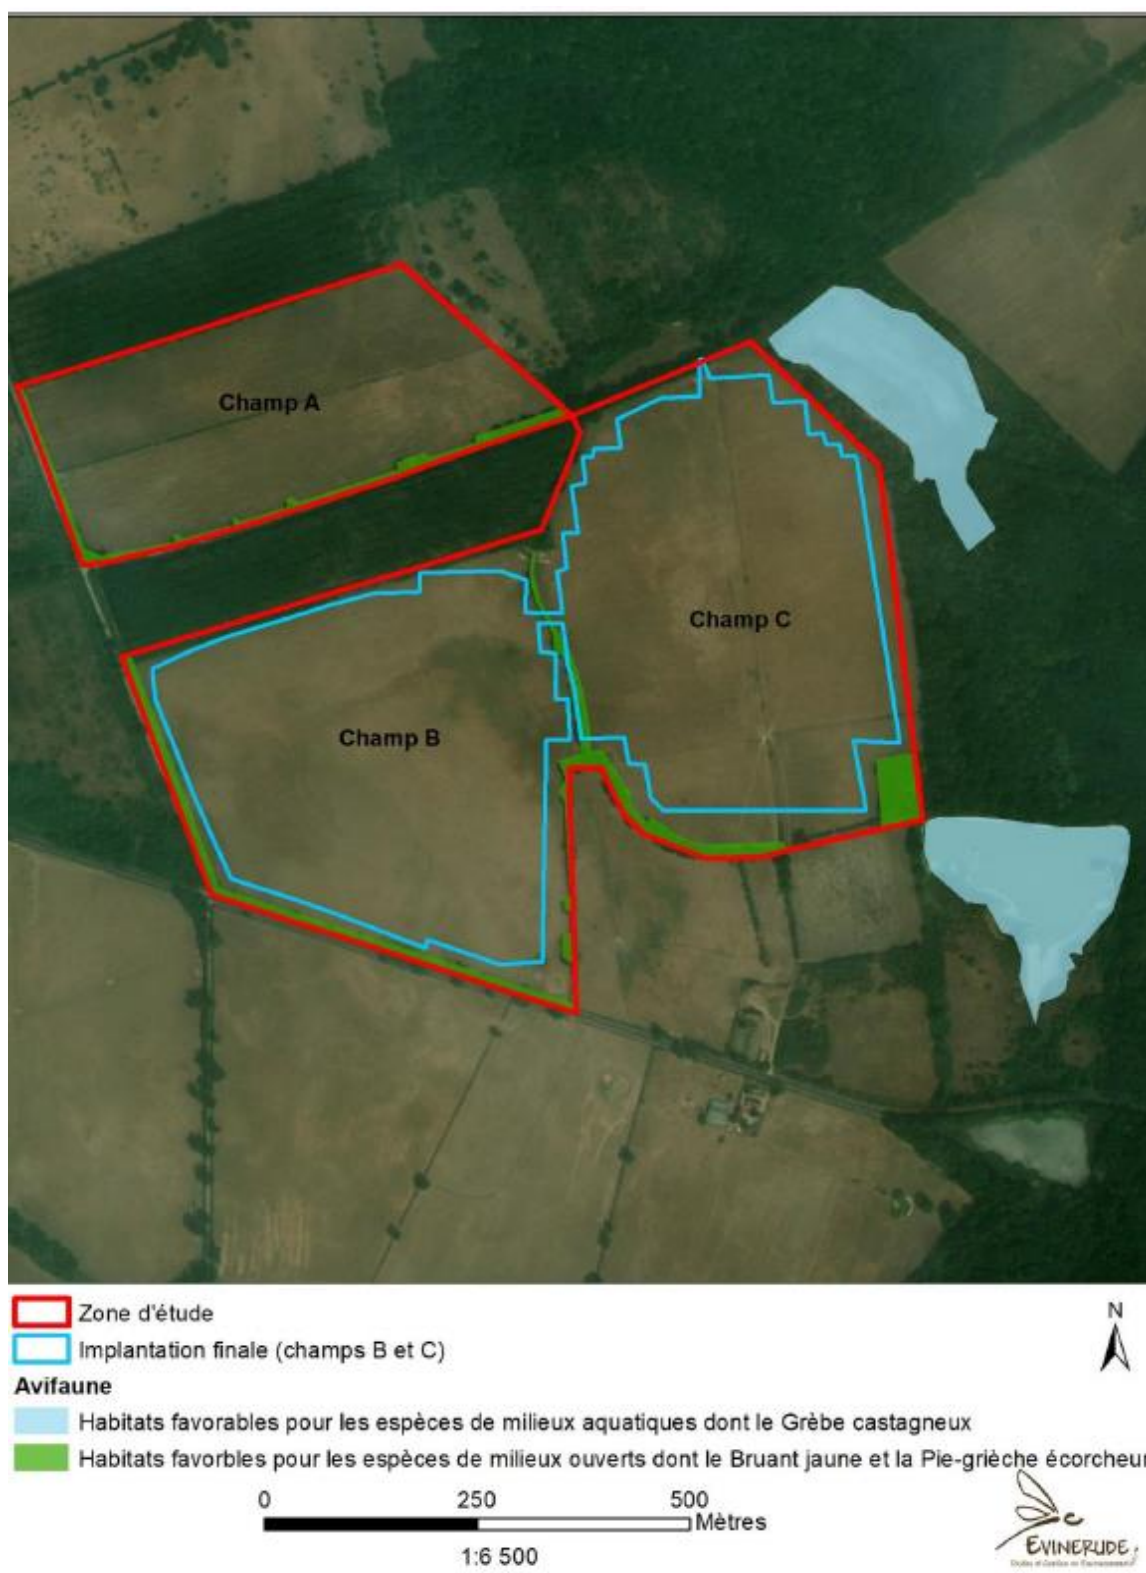 Champ A
Champ C
Champ B
Zone d'étude
Implantation finale (champs B et C)
N
Avifaune
Habitats favorables pour les espèces de milieux aquatiques dont le Grèbe castagneux
Habitats favorbles pour les espèces de milieux ouverts dont le Bruant jaune et la Pie-grièche écorcheur
0 250 500
Mètres
1:6 500
EVINERUDE